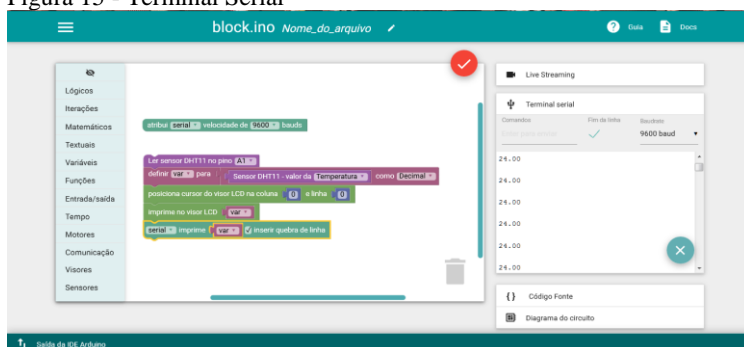 Figura 15 - Terminal Serial
block.ino Nome_do_arquivo
Guia
Docs
Lógicos
Iterações
Matemáticos
Textuais
Variáveis
Funções
Entrada/saída
Tempo
Motores
Comunicação
Visores
Sensores
atribui serial velocidade de 9600 bauds
Ler sensor DHT11 no pino A1
definir var para Sensor DHT11 - valor da Temperatura como Decimal
posiciona cursor do visor LCD na coluna 0 e linha 0
imprime no visor LCD var
serial imprime var inserir quebra de linha
Live Streaming
Terminal serial
Comandos Fim da linha Baudrate
9600 baud
24.00
24.00
24.00
24.00
24.00
24.00
{} Código Fonte
Diagrama do circuito
Saída da IDE Arduino